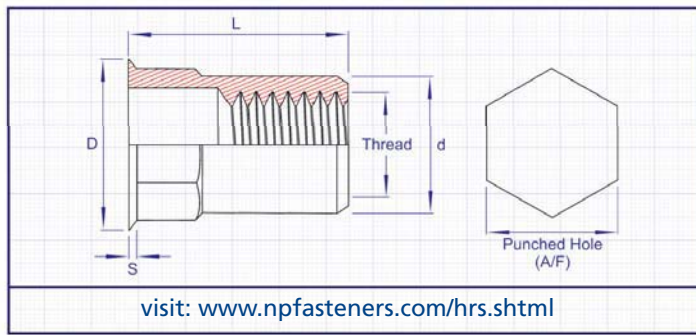 L
D
Thread
d
S
Punched Hole
(A/F)
visit: www.npfasteners.com/hrs.shtml